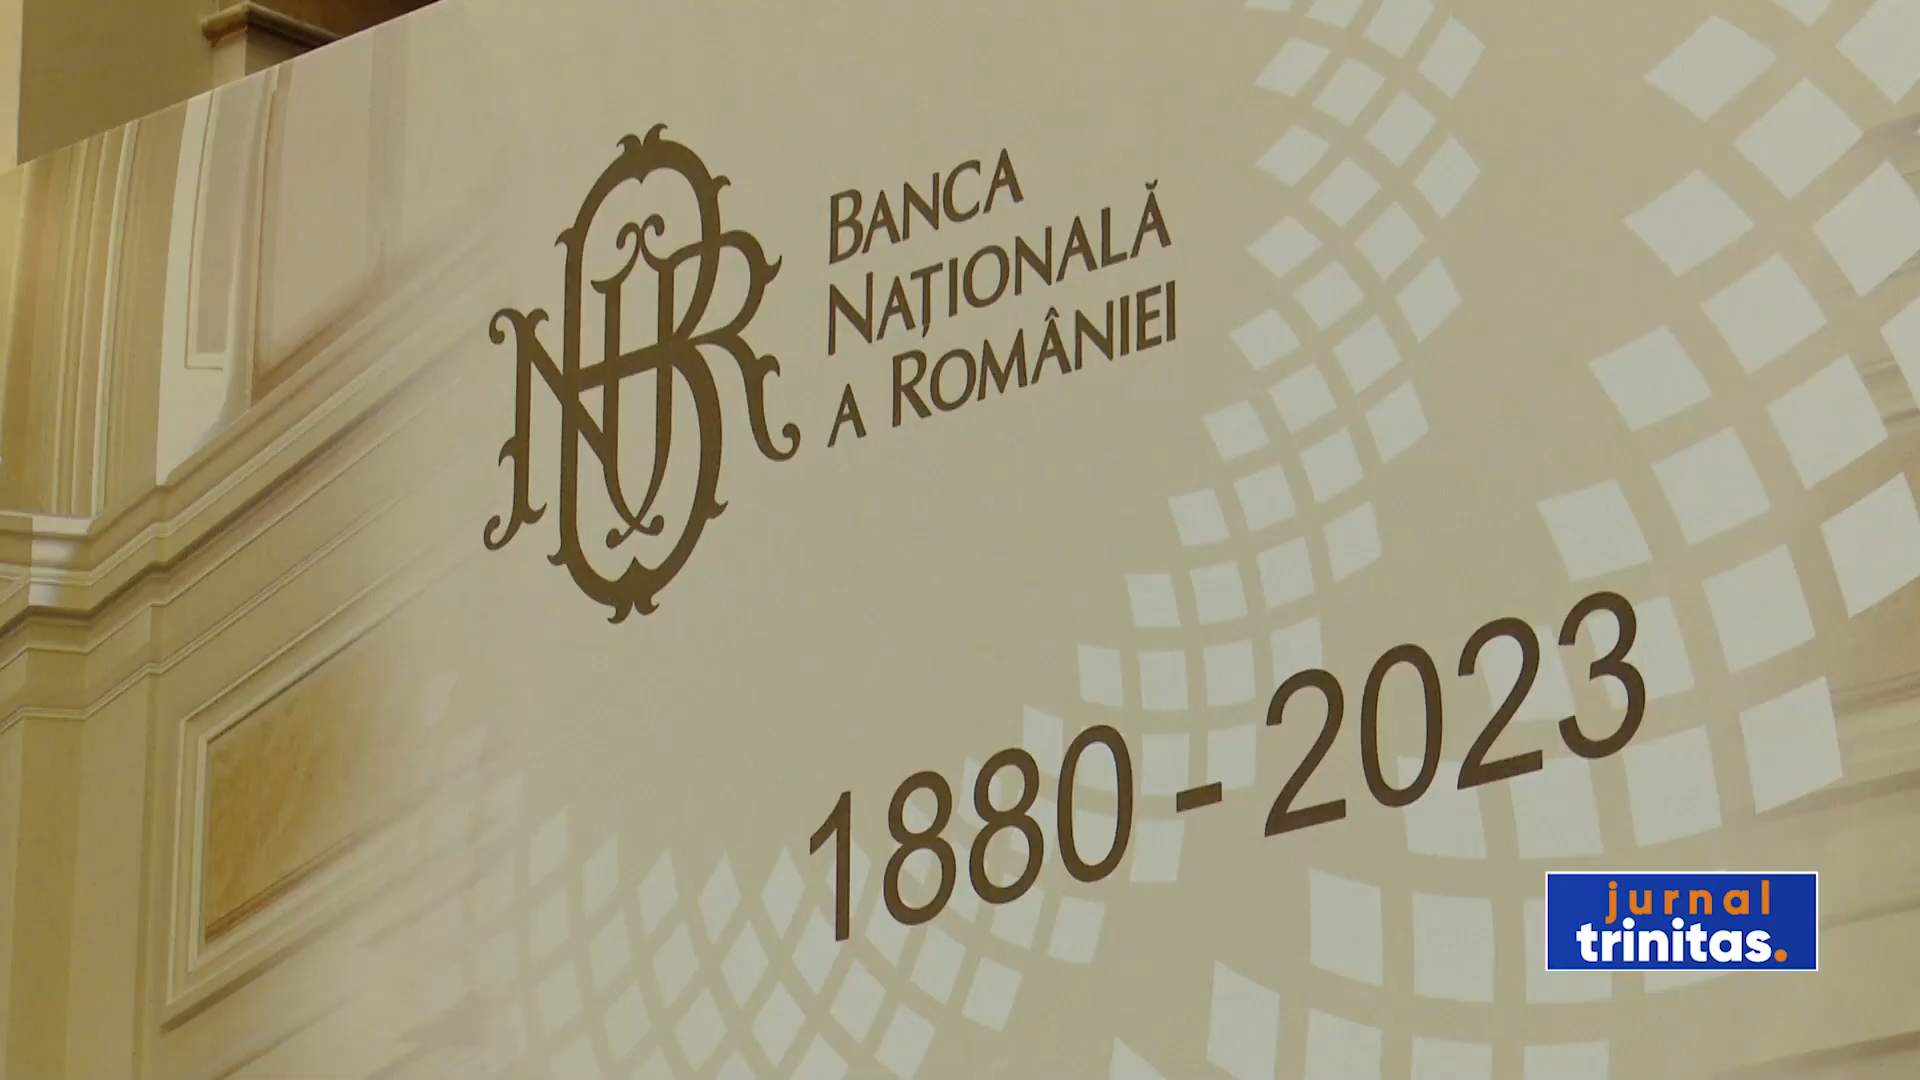 BANCA
NAȚIONALĂ
A ROMÂNIEI
1880-2023
jurnal
trinitas.